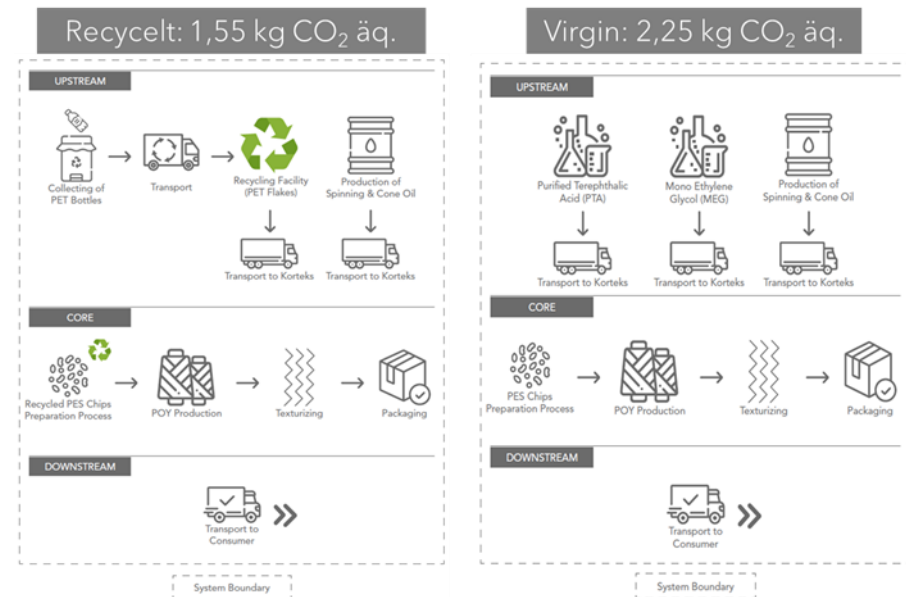 Recycelt: 1,55 kg CO₂ äq.
UPSTREAM
Collecting of
PET Bottles
Transport
Recycling Facility
(PET Flakes)
Production of
Spinning & Cone Oil
Transport to Korteks
Transport to Korteks
CORE
Recycled PES Chips
Preparation Process
POY Production
Texturizing
Packaging
DOWNSTREAM
Transport to
Consumer
System Boundary
Virgin: 2,25 kg CO₂ äq.
UPSTREAM
Purified Terephthalic
Acid (PTA)
Mono Ethylene
Glycol (MEG)
Production of
Spinning & Cone Oil
Transport to Korteks
Transport to Korteks
Transport to Korteks
CORE
PES Chips
Preparation Process
POY Production
Texturizing
Packaging
DOWNSTREAM
Transport to
Consumer
System Boundary